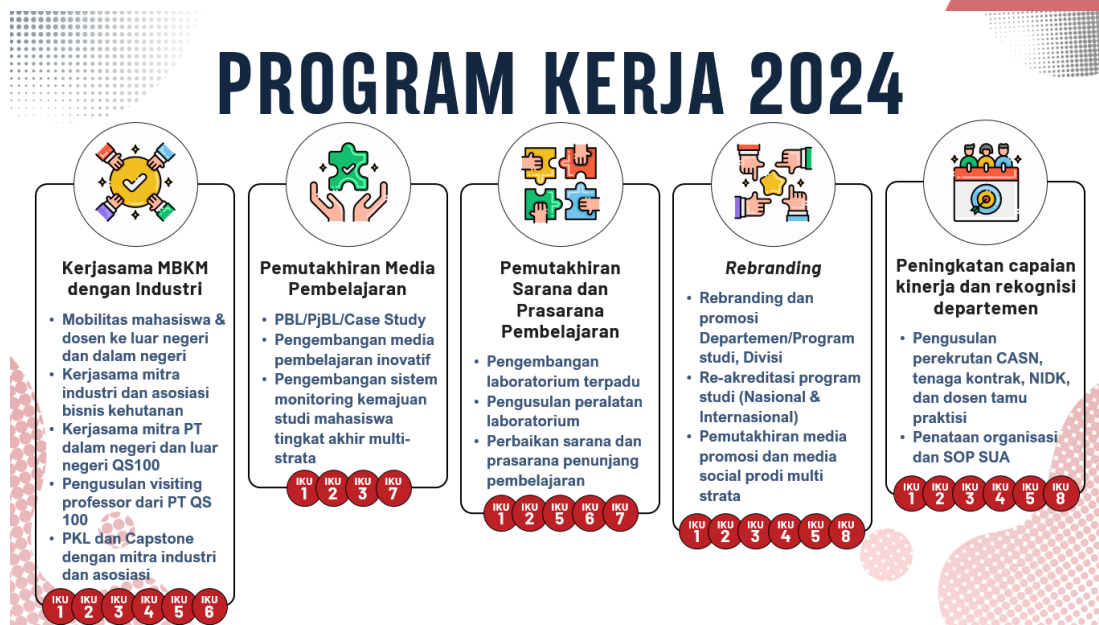 PROGRAM KERJA 2024
Kerjasama MBKM
dengan Industri
• Mobilitas mahasiswa &
dosen ke luar negeri
dan dalam negeri
• Kerjasama mitra
industri dan asosiasi
bisnis kehutanan
• Kerjasama mitra PT
dalam negeri dan luar
negeri QS100
• Pengusulan visiting
professor dari PT QS
100
• PKL dan Capstone
dengan mitra industri
dan asosiasi
IKU 1 IKU 2 IKU 3 IKU 4 IKU 5 IKU 6
Pemutakhiran Media
Pembelajaran
• PBL/PjBL/Case Study
• Pengembangan media
pembelajaran inovatif
• Pengembangan sistem
monitoring kemajuan
studi mahasiswa
tingkat akhir multi-
strata
IKU 1 IKU 2 IKU 3 IKU 7
Pemutakhiran
Sarana dan
Prasarana
Pembelajaran
• Pengembangan
laboratorium terpadu
• Pengusulan peralatan
laboratorium
• Perbaikan sarana dan
prasarana penunjang
pembelajaran
IKU 1 IKU 2 IKU 5 IKU 6 IKU 7
Rebranding
• Rebranding dan
promosi
Departemen/Program
studi, Divisi
• Re-akreditasi program
studi (Nasional &
Internasional)
• Pemutakhiran media
promosi dan media
social prodi multi
strata
IKU 1 IKU 2 IKU 3 IKU 4 IKU 5 IKU 8
Peningkatan capaian
kinerja dan rekognisi
departemen
• Pengusulan
perekrutan CASN,
tenaga kontrak, NIDK,
dan dosen tamu
praktisi
• Penataan organisasi
dan SOP SUA
IKU 1 IKU 2 IKU 3 IKU 4 IKU 5 IKU 8